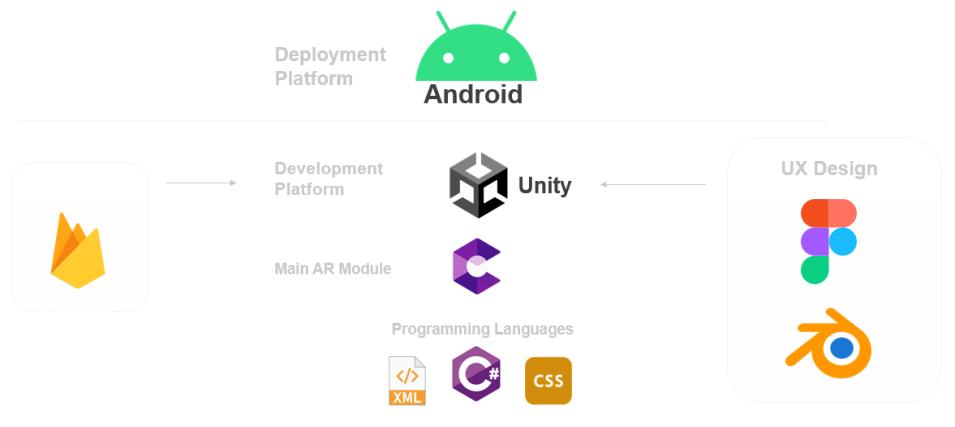 Deployment
Platform
Android
Development
Platform
Unity
UX Design
Main AR Module
Programming Languages
XML
C#
CSS